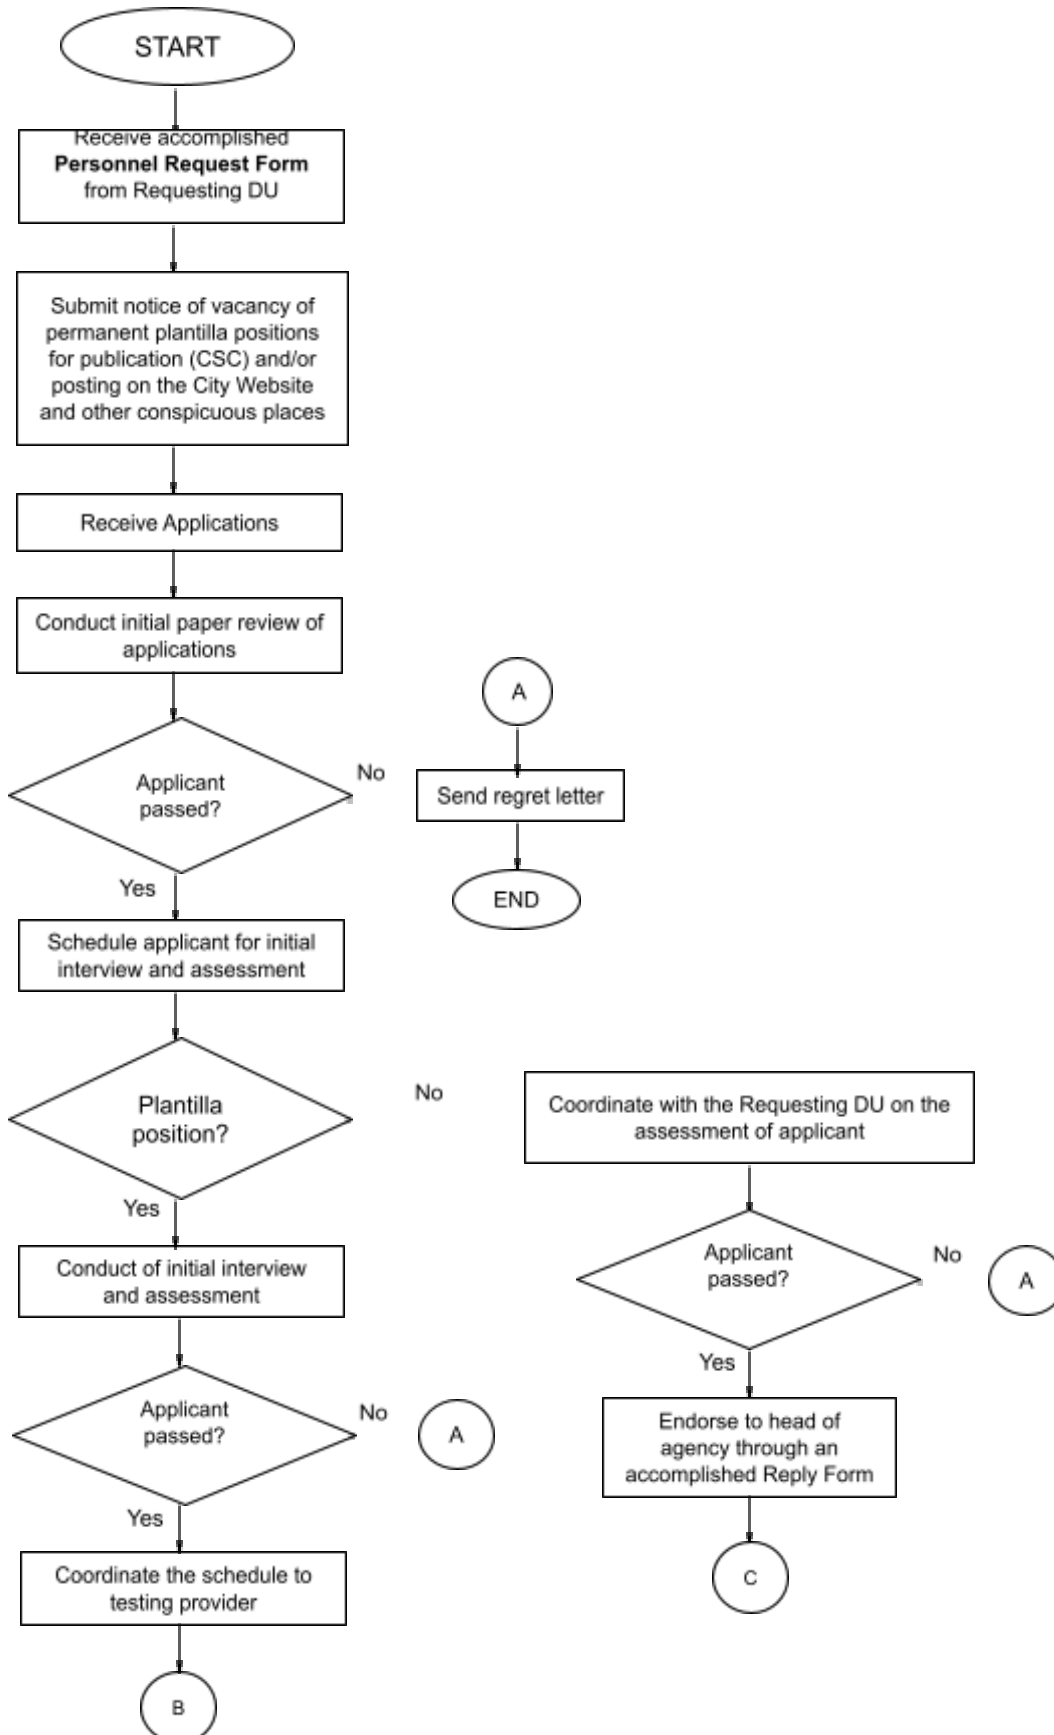 START
Receive accomplished
Personnel Request Form
from Requesting DU
Submit notice of vacancy of
permanent plantilla positions
for publication (CSC) and/or
posting on the City Website
and other conspicuous places
Receive Applications
Conduct initial paper review of
applications
A
Applicant
passed?
No
Send regret letter
Yes
END
Schedule applicant for initial
interview and assessment
Plantilla
position?
No
Coordinate with the Requesting DU on the
assessment of applicant
Yes
Applicant
passed?
No
A
Conduct of initial interview
and assessment
Yes
Applicant
passed?
No
A
Endorse to head of
agency through an
accomplished Reply Form
Yes
C
Coordinate the schedule to
testing provider
B